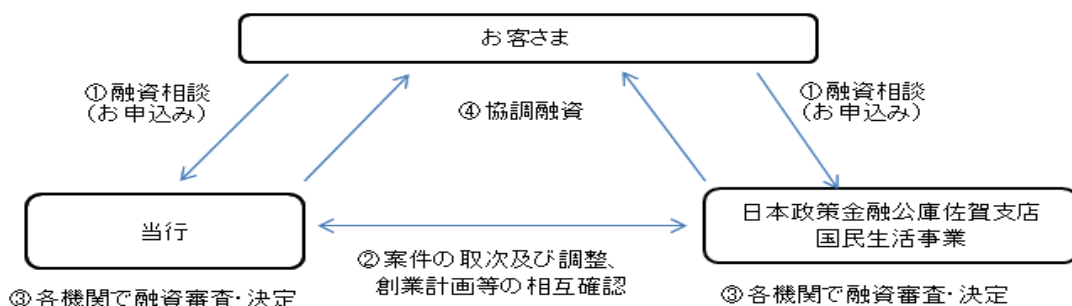 お客さま
①融資相談
(お申込み)
④協調融資
①融資相談
(お申込み)
当行
日本政策金融公庫佐賀支店
国民生活事業
②案件の取次及び調整、
創業計画等の相互確認
③各機関で融資審査・決定
③各機関で融資審査・決定